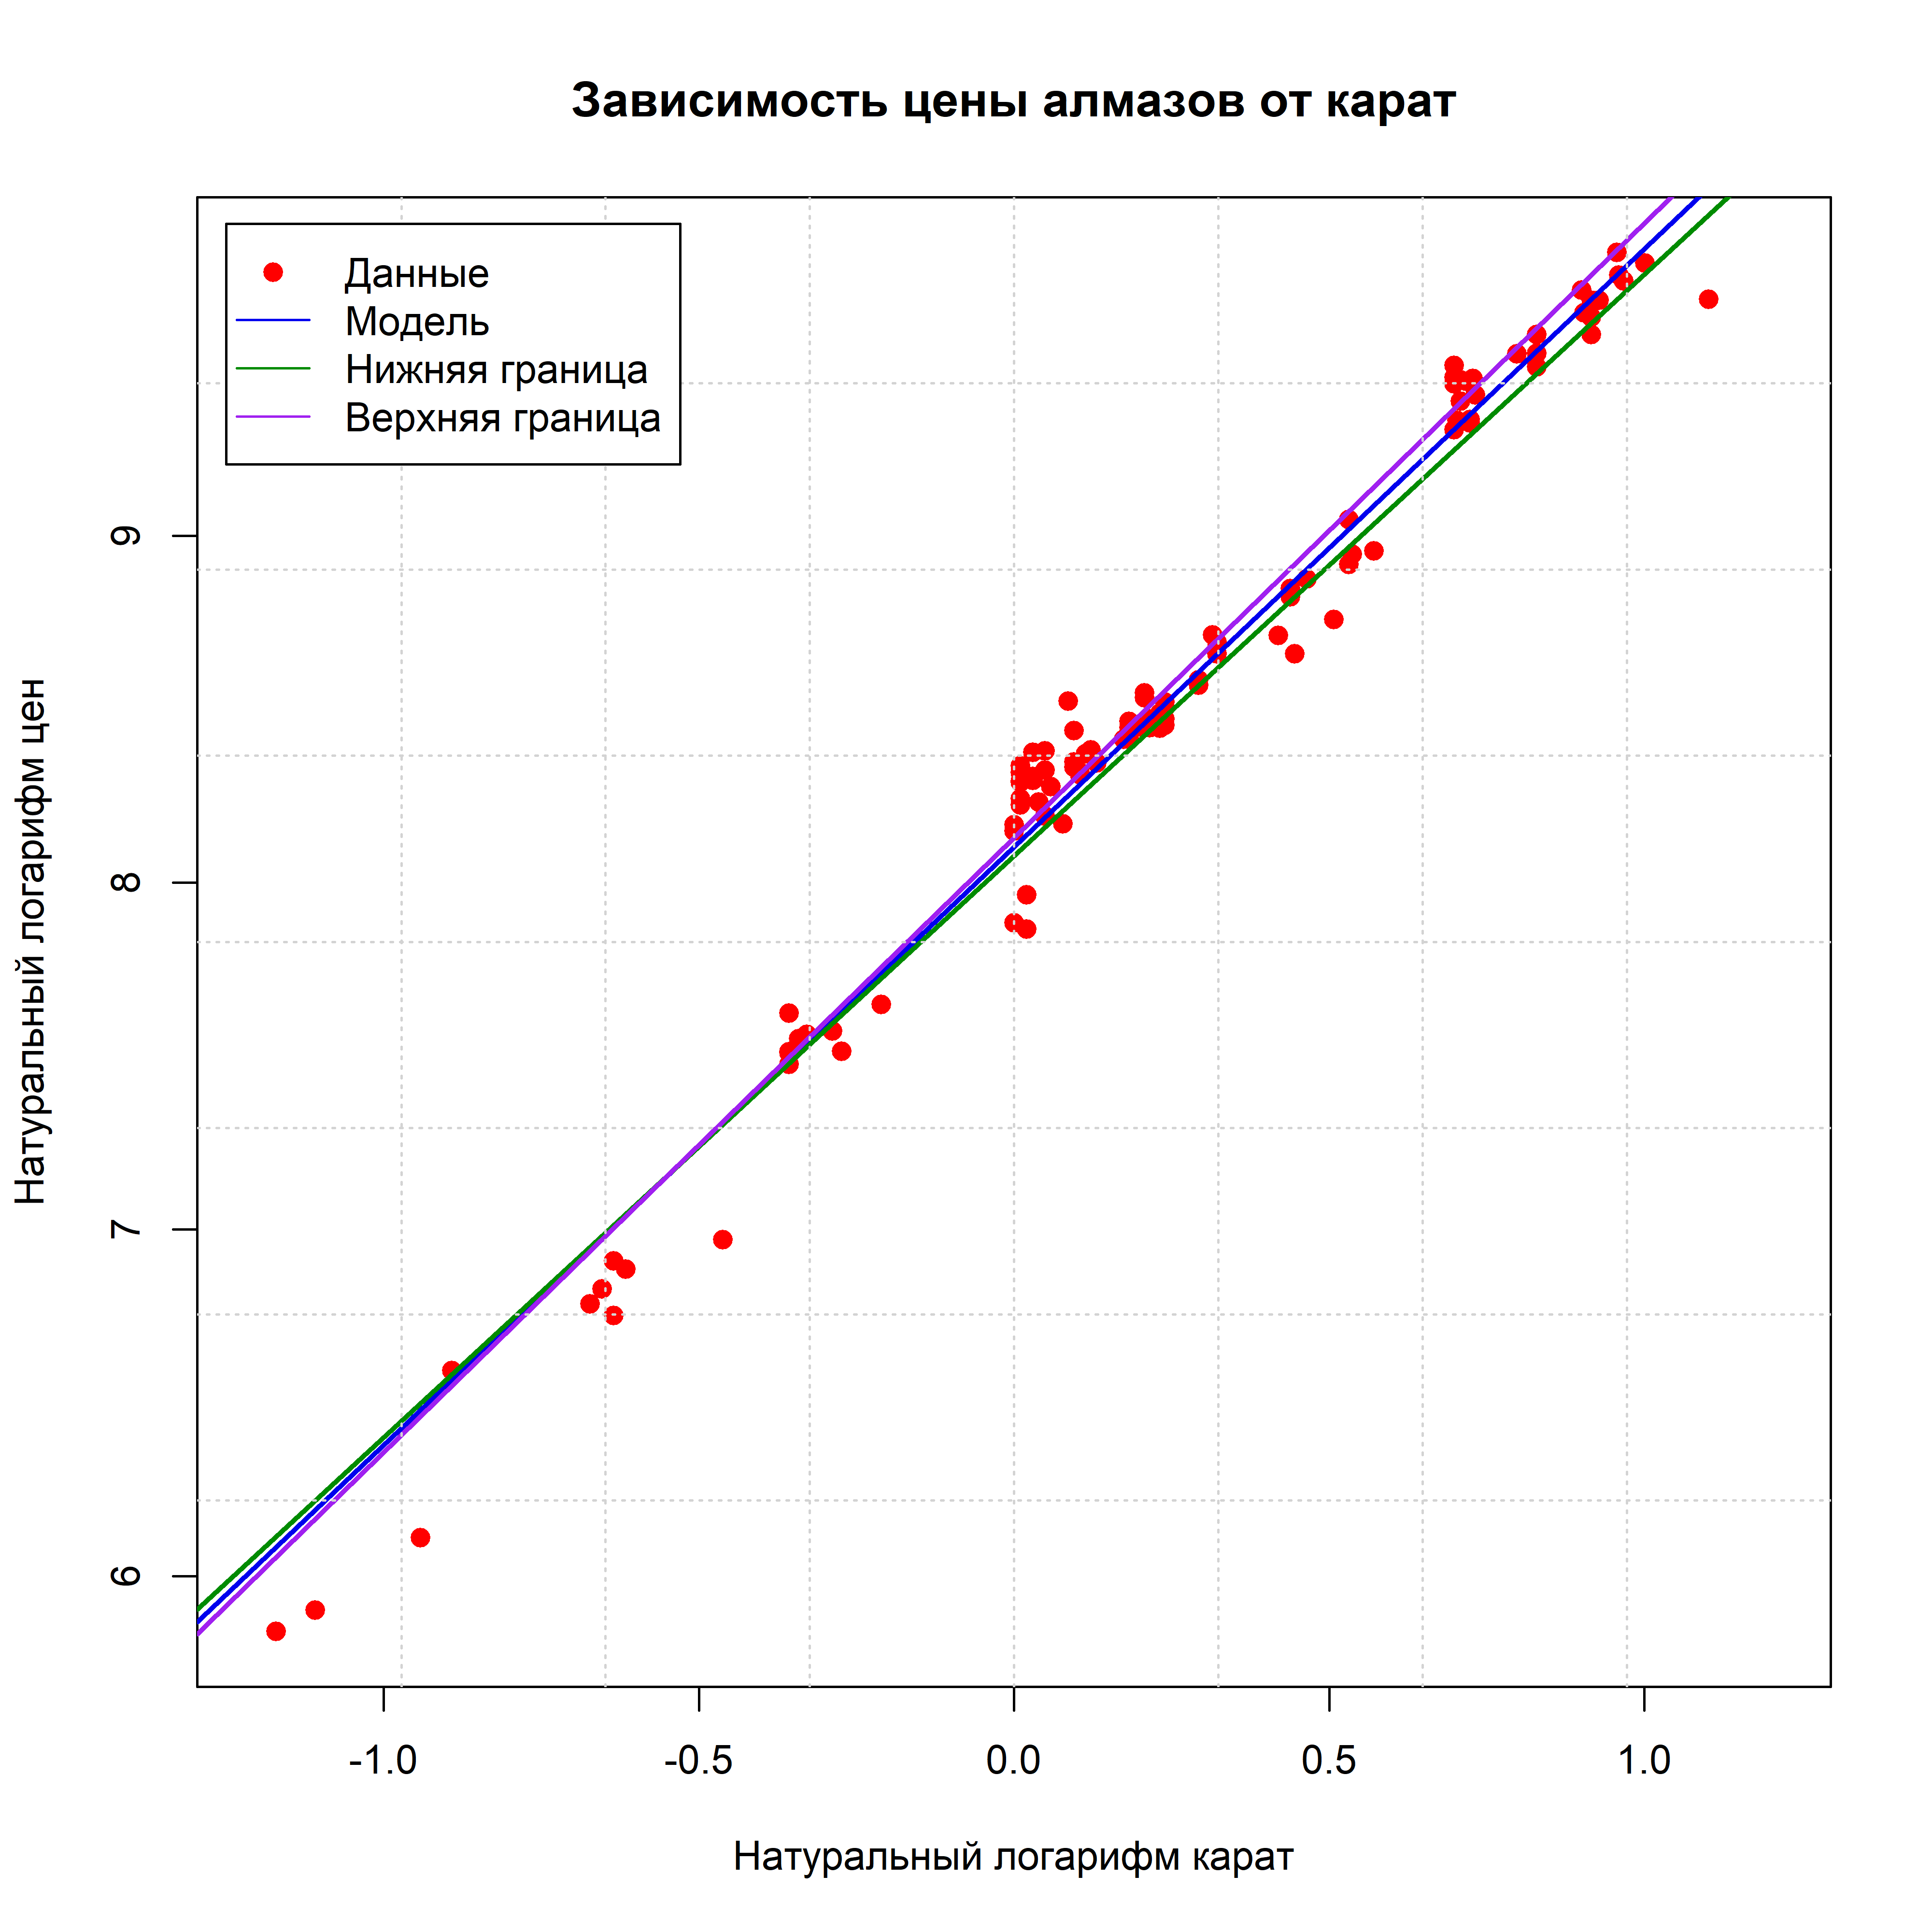 Зависимость цены алмазов от карат
Данные
Модель
Нижняя граница
Верхняя граница
Натуральный логарифм цен
9
8
7
6
-1.0 -0.5 0.0 0.5 1.0
Натуральный логарифм карат